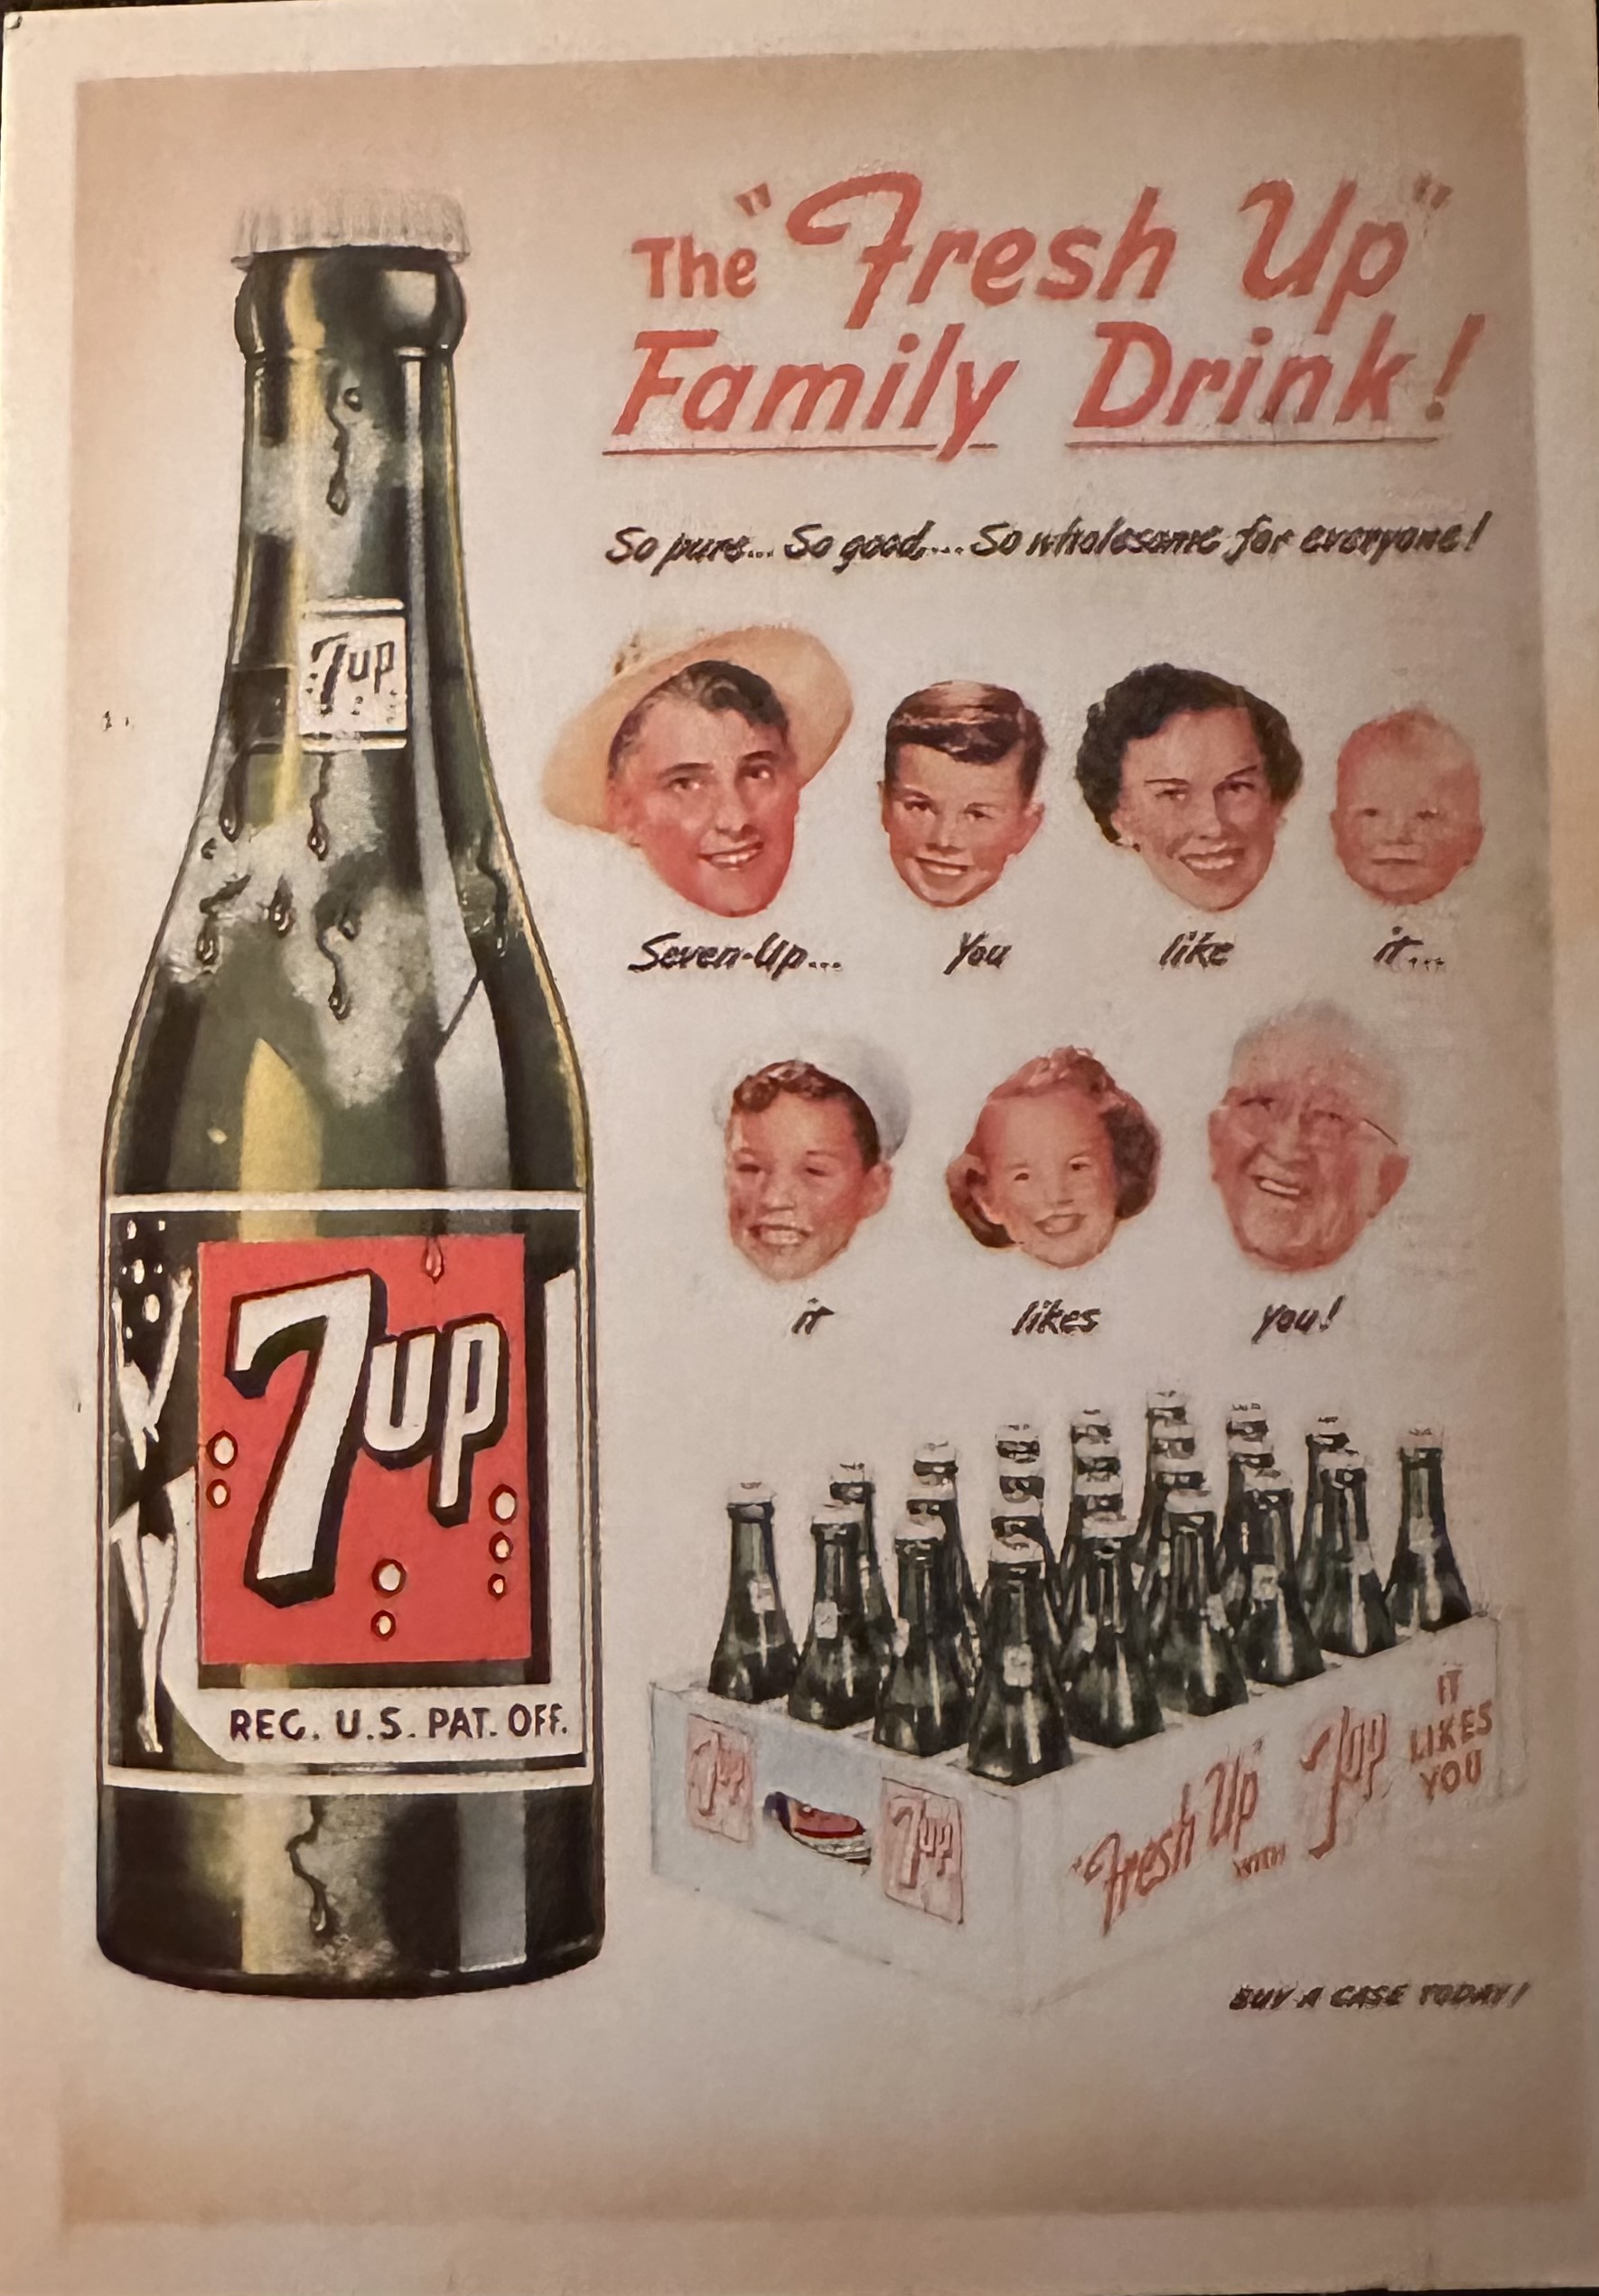 The "Fresh Up"
Family Drink!
So pure... So good,... So wholesome for everyone!
7up
Seven-Up...
You
like
it...
it
likes
you!
7up
REG. U.S. PAT. OFF.
7up
7up
"Fresh Up"
WITH
7up
IT
LIKES
YOU
BUY A CASE TODAY!